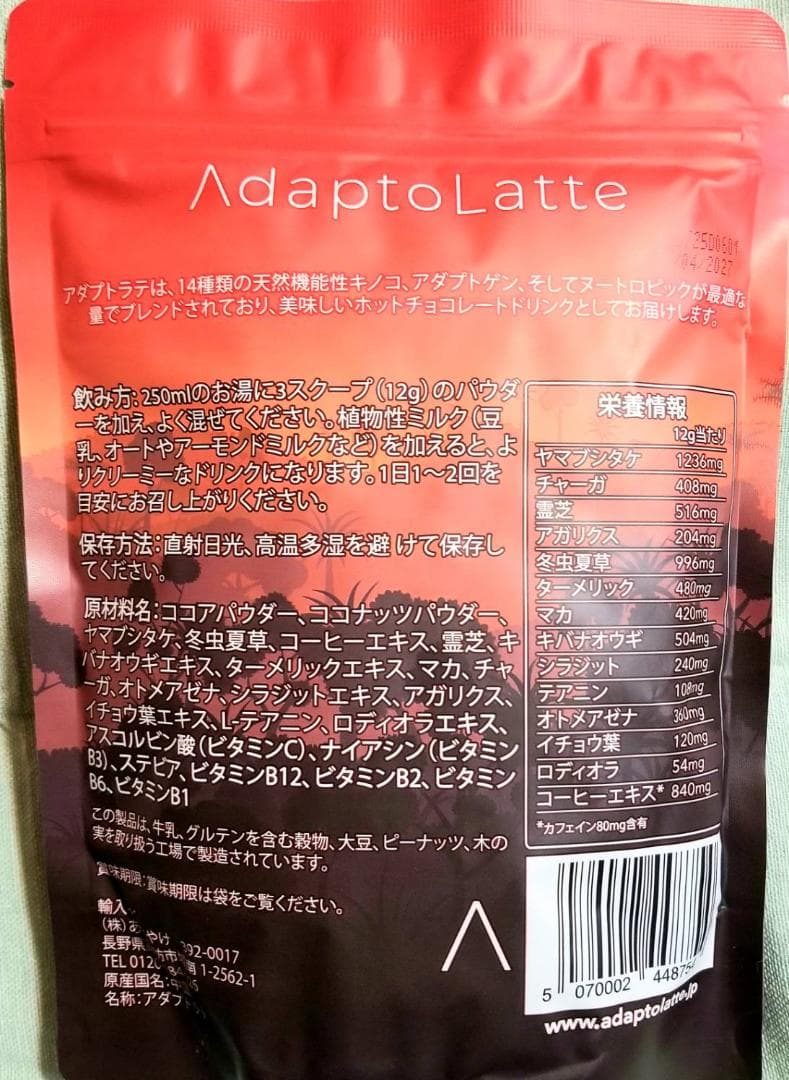 AdaptoLatte
25D0601
04/2027
アダプトラテは、14種類の天然機能性キノコ、アダプトゲン、そしてヌートロピックが最適な
量でブレンドされており、美味しいホットチョコレートドリンクとしてお届けします。
飲み方：250mlのお湯に3スクープ（12g）のパウダ
ーを加え、よく混ぜてください。植物性ミルク（豆
乳、オートやアーモンドミルクなど）を加えると、よ
りクリーミーなドリンクになります。1日1～2回を
目安にお召し上がりください。
保存方法：直射日光、高温多湿を避 けて保存し
てください。
原材料名：ココアパウダー、ココナッツパウダー、
ヤマブシタケ、冬虫夏草、コーヒーエキス、霊芝、キ
バナオウギエキス、ターメリックエキス、マカ、チャー
ガ、オトメアゼナ、シラジットエキス、アガリクス、
イチョウ葉エキス、L-テアニン、ロディオラエキス、
アスコルビン酸（ビタミンC）、ナイアシン（ビタミン
B3）、ステビア、ビタミンB12、ビタミンB2、ビタミン
B6、ビタミンB1
この製品は、牛乳、グルテンを含む穀物、大豆、ピーナッツ、木の
実を取り扱う工場で製造されています。
賞味期限：賞味期限は袋をご覧ください。
輸入
(株)あ やけ 392-0017
長野県 訪市 1-2562-1
TEL 0120
原産国名：
名称：アダプト
栄養情報
12g当たり
ヤマブシタケ 1236mg
チャーガ 408mg
霊芝 516mg
アガリクス 204mg
冬虫夏草 996mg
ターメリック 480mg
マカ 420mg
キバナオウギ 504mg
シラジット 240mg
テアニン 108mg
オトメアゼナ 360mg
イチョウ葉 120mg
ロディオラ 54mg
コーヒーエキス* 840mg
*カフェイン80mg含有
5 070002 44875
www.adaptolatte.jp